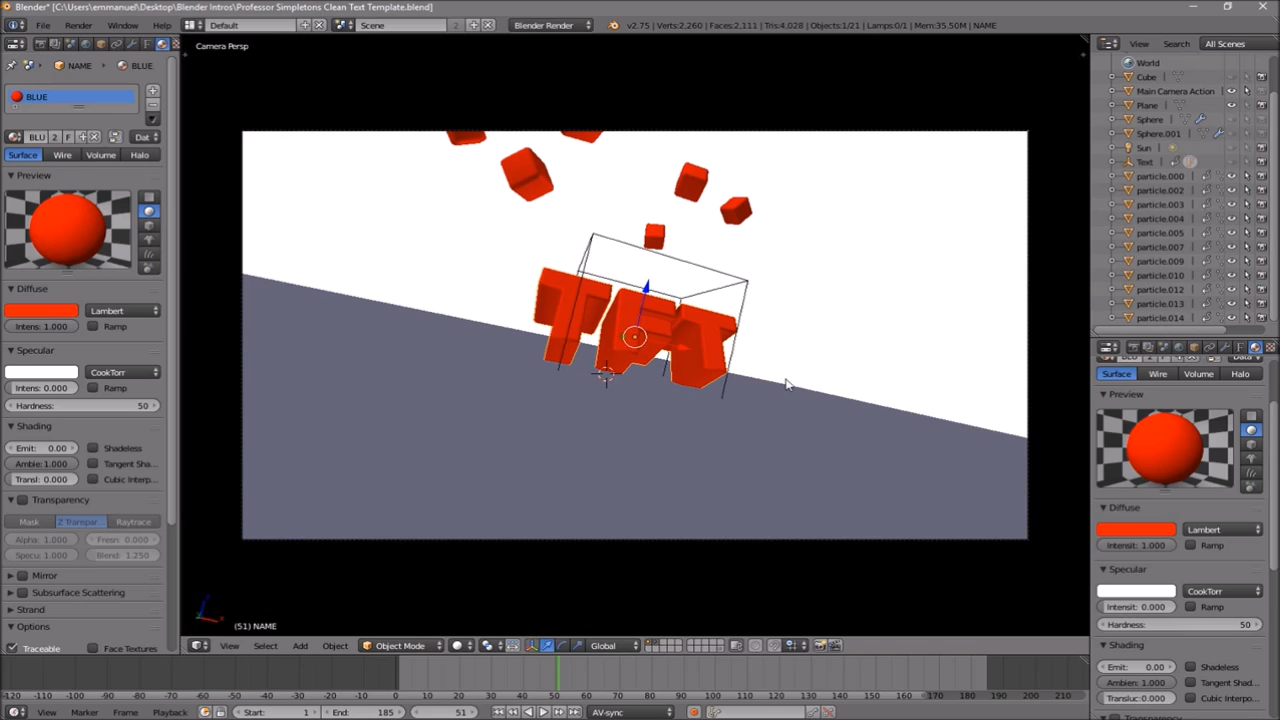 Blender* [C:\Users\emmanuel\Desktop\Blender Intros\Professor Simpletons Clean Text Template.blend]
File Render Window Help Default Scene 2 Blender Render v2.75 | Verts:2,260 | Faces:2,111 | Tris:4,028 | Objects:1/21 | Lamps:0/1 | Mem:35.50M | NAME
View Search All Scenes
NAME BLUE
BLUE
BLU 2 F Dat
Surface Wire Volume Halo
Preview
Diffuse
Lambert
Intens: 1.000 Ramp
Specular
CookTorr
Intens: 0.000 Ramp
Hardness: 50
Shading
Emit: 0.00 Shadeless
Ambie: 1.000 Tangent Sha...
Transl: 0.000 Cubic Interp...
Transparency
Mask Z Transpar Raytrace
Alpha: 1.000 Fresn: 0.000
Specu: 1.000 Blend: 1.250
Mirror
Subsurface Scattering
Strand
Options
Traceable Face Textures
Camera Persp
(51) NAME
View Select Add Object Object Mode Global
World
Cube
Main Camera Action
Plane
Sphere
Sphere.001
Sun
Text
particle.000
particle.002
particle.003
particle.004
particle.005
particle.007
particle.009
particle.010
particle.012
particle.013
particle.014
Surface Wire Volume Halo
Preview
Diffuse
Lambert
Intensit: 1.000 Ramp
Specular
CookTorr
Intensit: 0.000 Ramp
Hardness: 50
Shading
Emit: 0.00 Shadeless
Ambien: 1.000 Tangent Shad...
Transluc:0.000 Cubic Interpo...
-120 -110 -100 -90 -80 -70 -60 -50 -40 -30 -20 -10 0 10 20 30 40 50 60 70 80 90 100 110 120 130 140 150 160 170 180 190 200 210
View Marker Frame Playback Start: 1 End: 185 51 AV-sync